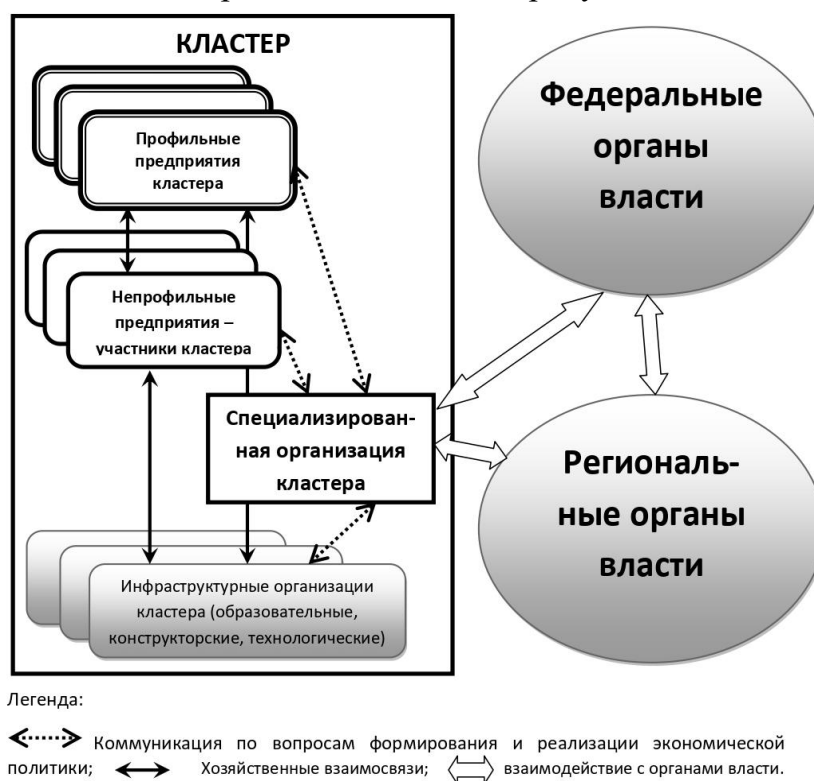 КЛАСТЕР
Профильные
предприятия
кластера
Непрофильные
предприятия –
участники кластера
Специализирован-
ная организация
кластера
Инфраструктурные организации
кластера (образовательные,
конструкторские, технологические)
Федеральные
органы
власти
Региональ-
ные органы
власти
Легенда:
Коммуникация по вопросам формирования и реализации экономической
политики; Хозяйственные взаимосвязи; взаимодействие с органами власти.